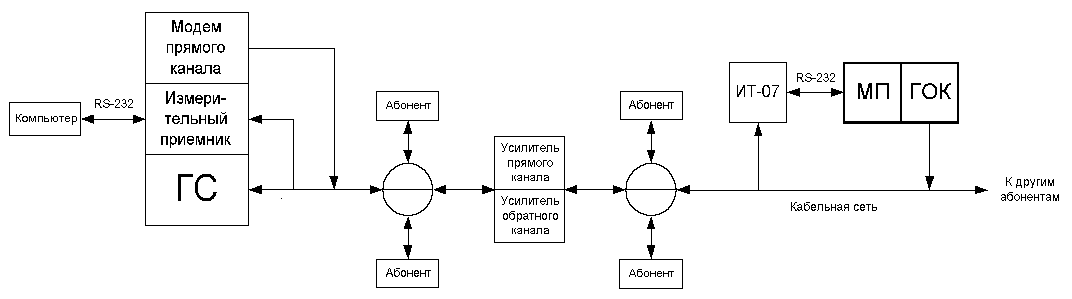 Модем
прямого
канала
Измери-
тельный
приемник
ГС
Компьютер
RS-232
Абонент
Абонент
Усилитель
прямого
канала
Усилитель
обратного
канала
Абонент
Абонент
ИТ-07
RS-232
МП
ГОК
Кабельная сеть
К другим
абонентам